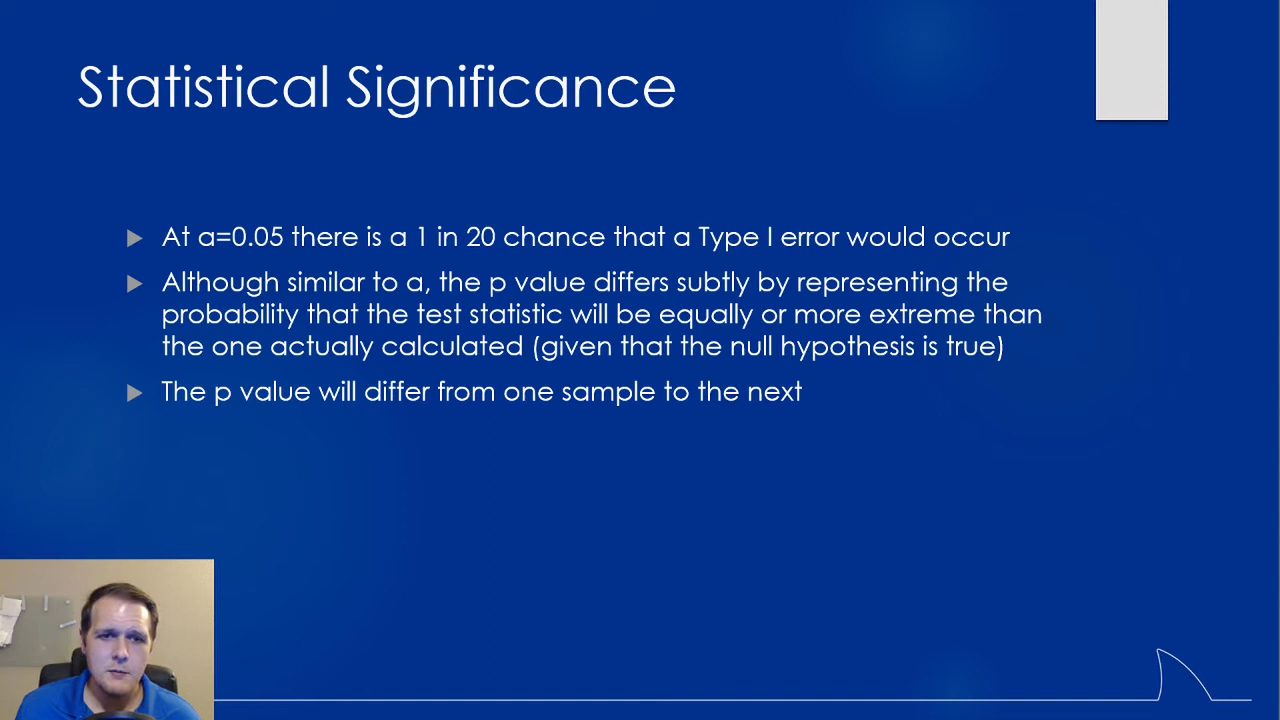 Statistical Significance
At a=0.05 there is a 1 in 20 chance that a Type I error would occur
Although similar to a, the p value differs subtly by representing the
probability that the test statistic will be equally or more extreme than
the one actually calculated (given that the null hypothesis is true)
The p value will differ from one sample to the next